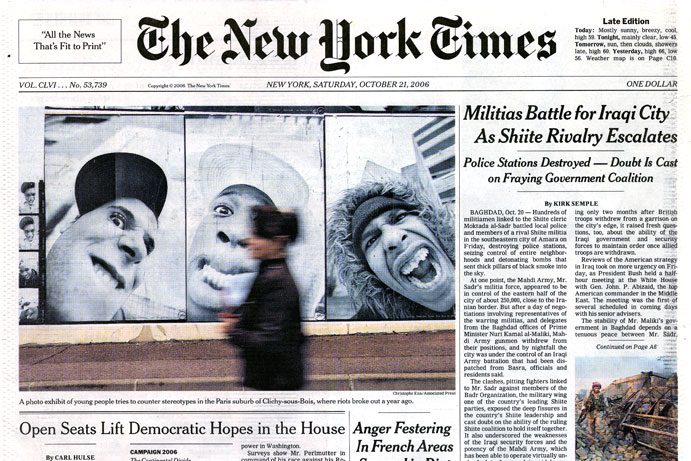 "All the News
That's Fit to Print"
The New York Times
Late Edition
Today: Mostly sunny, breezy, cool,
high 59. Tonight, mainly clear, low 45.
Tomorrow, sun, then clouds, showers
late, high 60. Yesterday, high 66, low
56. Weather map is on Page C18.
VOL. CLVI . . . No. 53,739
Copyright © 2006 The New York Times
NEW YORK, SATURDAY, OCTOBER 21, 2006
ONE DOLLAR
Christophe Ena/Associated Press
A photo exhibit of young people tries to counter stereotypes in the Paris suburb of Clichy-sous-Bois, where riots broke out a year ago.
Militias Battle for Iraqi City
As Shiite Rivalry Escalates
Police Stations Destroyed — Doubt Is Cast
on Fraying Government Coalition
By KIRK SEMPLE
BAGHDAD, Oct. 20 — Hundreds of
militiamen linked to the Shiite cleric
Moktada al-Sadr battled local police
and members of a rival Shiite militia
in the southeastern city of Amara on
Friday, destroying police stations,
seizing control of entire neighbor-
hoods and detonating bombs that
sent thick pillars of black smoke into
the sky.
At one point, the Mahdi Army, Mr.
Sadr's militia force, appeared to be
in control of the eastern half of the
city of about 250,000, close to the Ira-
nian border. But after a day of nego-
tiations involving representatives of
the warring militias, and delegates
from the Baghdad offices of Prime
Minister Nuri Kamal al-Maliki, Mah-
di Army gunmen withdrew from
their positions, and by nightfall the
city was under the control of an Iraqi
Army battalion that had been dis-
patched from Basra, officials and
residents said.
The clashes, pitting fighters linked
to Mr. Sadr against members of the
Badr Organization, the military wing
of one of the country's leading Shiite
parties, exposed the deep fissures in
the country's Shiite leadership and
cast doubt on the ability of the ruling
Shiite coalition to hold itself together.
It also underscored the weaknesses
of the Iraqi security forces and the
potency of the Mahdi Army, which
has been able to operate virtually un-
ing only two months after British
troops withdrew from a garrison on
the city's edge, it raised fresh ques-
tions, too, about the ability of the
Iraqi government and security
forces to maintain order once allied
troops are withdrawn.
Reviews of the American strategy
in Iraq took on more urgency on Fri-
day, as President Bush held a half-
hour meeting at the White House
with Gen. John P. Abizaid, the top
American commander in the Middle
East. The meeting was the first of
several scheduled in coming days
with his senior advisers.
The stability of Mr. Maliki's gov-
ernment in Baghdad depends on a
tenuous peace between Mr. Sadr,
Continued on Page A6
Open Seats Lift Democratic Hopes in the House
By CARL HULSE
CAMPAIGN 2006
The Continental Divide
power in Washington.
Surveys show Mr. Perlmutter in
command of his race against his Re-
Anger Festering
In French Areas